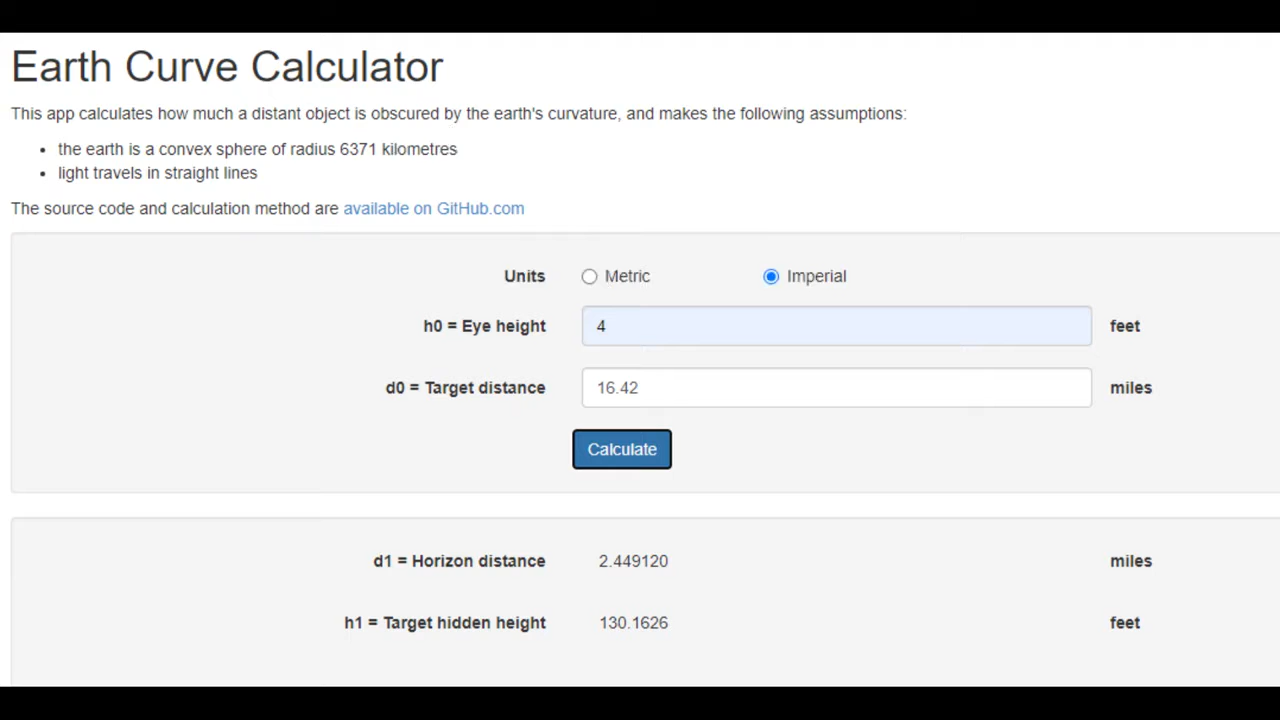 Earth Curve Calculator
This app calculates how much a distant object is obscured by the earth's curvature, and makes the following assumptions:
• the earth is a convex sphere of radius 6371 kilometres
• light travels in straight lines
The source code and calculation method are available on GitHub.com
Units Metric Imperial
h0 = Eye height 4 feet
d0 = Target distance 16.42 miles
Calculate
d1 = Horizon distance 2.449120 miles
h1 = Target hidden height 130.1626 feet